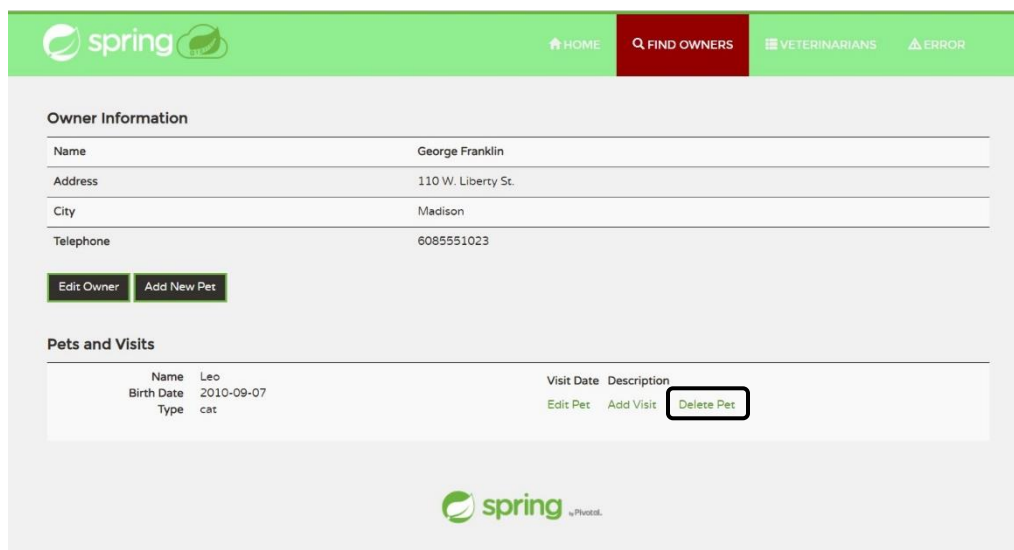 spring
HOME FIND OWNERS VETERINARIANS ERROR
Owner Information
Name George Franklin
Address 110 W. Liberty St.
City Madison
Telephone 6085551023
Edit Owner Add New Pet
Pets and Visits
Name Leo
Birth Date 2010-09-07
Type cat
Visit Date Description
Edit Pet Add Visit Delete Pet
spring by Pivotal.